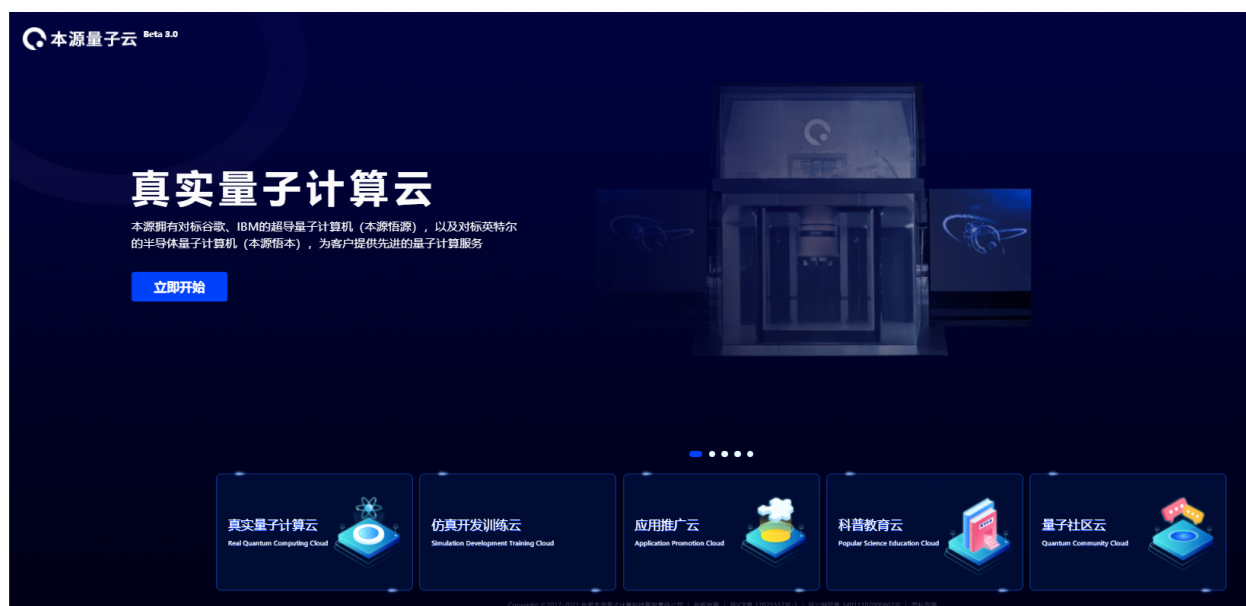 本源量子云 Beta 3.0
真实量子计算云
本源拥有对标谷歌、IBM的超导量子计算机（本源悟源），以及对标英特尔
的半导体量子计算机（本源悟本），为客户提供先进的量子计算服务
立即开始
真实量子计算云
Real Quantum Computing Cloud
仿真开发训练云
Simulation Development Training Cloud
应用推广云
Application Promotion Cloud
科普教育云
Popular Science Education Cloud
量子社区云
Quantum Community Cloud